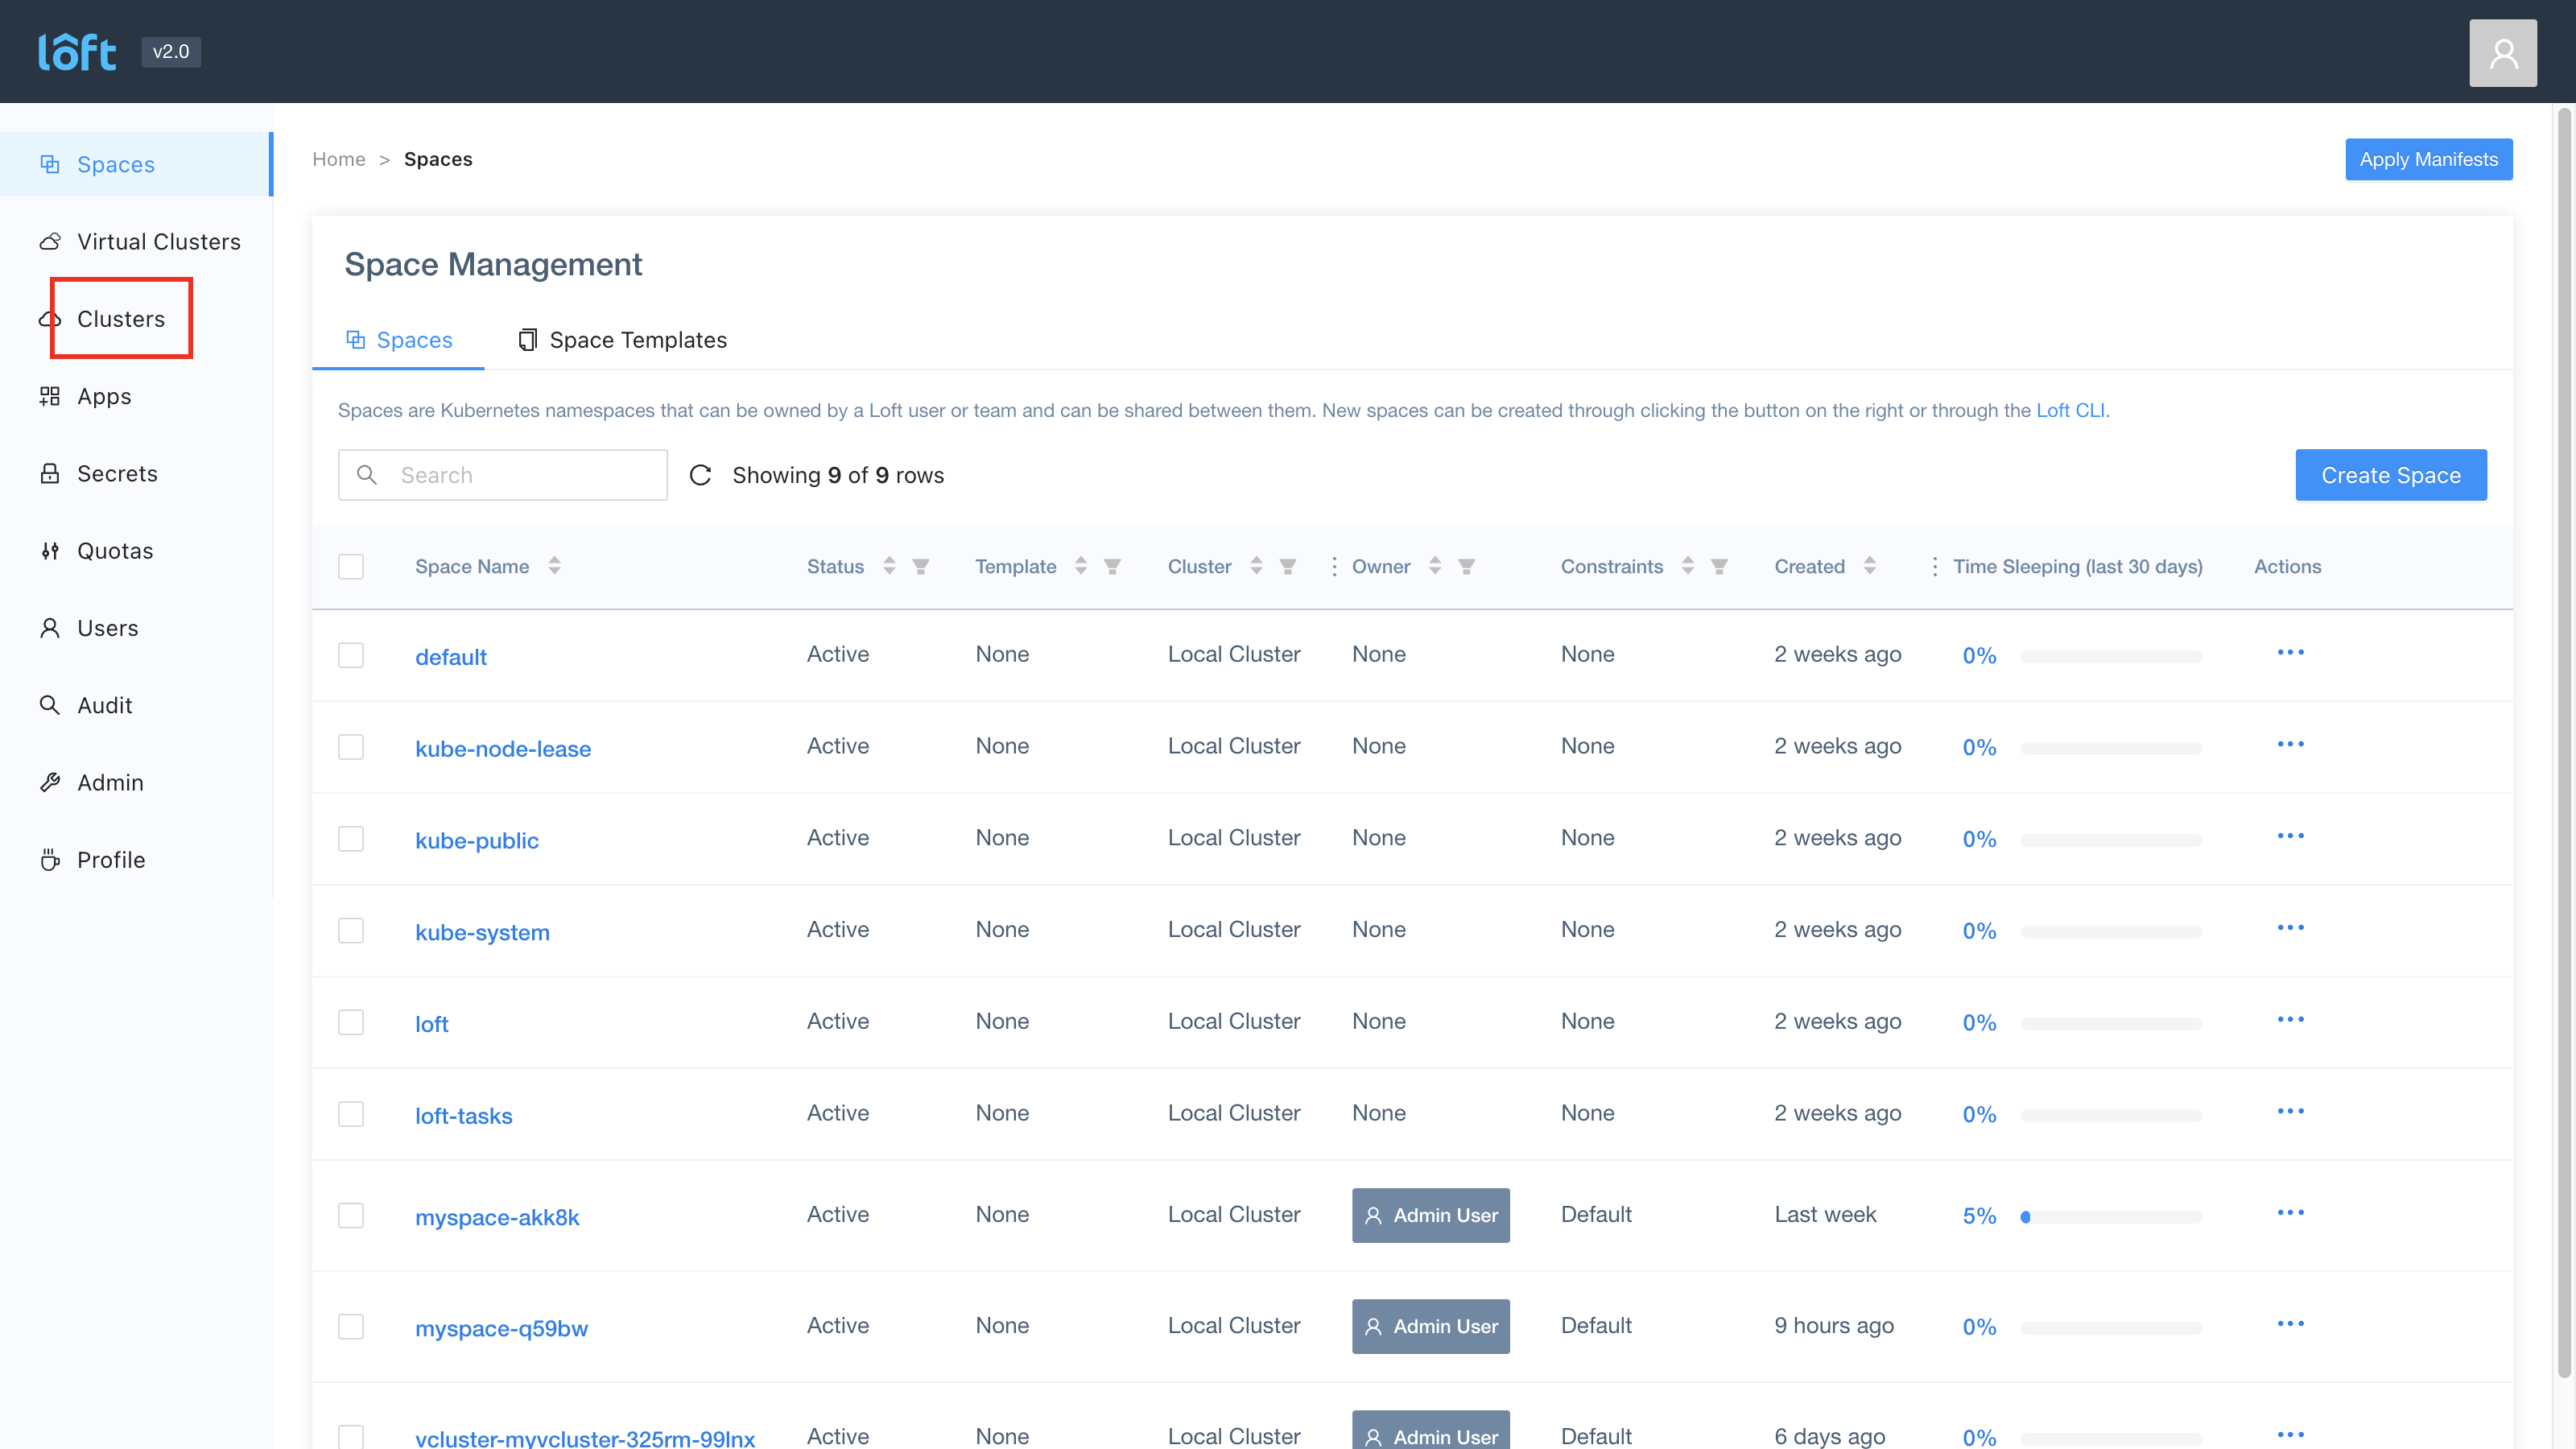 loft v2.0
Spaces
Virtual Clusters
Clusters
Apps
Secrets
Quotas
Users
Audit
Admin
Profile
Home > Spaces
Apply Manifests
Space Management
Spaces Space Templates
Spaces are Kubernetes namespaces that can be owned by a Loft user or team and can be shared between them. New spaces can be created through clicking the button on the right or through the Loft CLI.
Search Showing 9 of 9 rows Create Space
Space Name Status Template Cluster Owner Constraints Created Time Sleeping (last 30 days) Actions
default Active None Local Cluster None None 2 weeks ago 0%
kube-node-lease Active None Local Cluster None None 2 weeks ago 0%
kube-public Active None Local Cluster None None 2 weeks ago 0%
kube-system Active None Local Cluster None None 2 weeks ago 0%
loft Active None Local Cluster None None 2 weeks ago 0%
loft-tasks Active None Local Cluster None None 2 weeks ago 0%
myspace-akk8k Active None Local Cluster Admin User Default Last week 5%
myspace-q59bw Active None Local Cluster Admin User Default 9 hours ago 0%
vcluster-myvcluster-325rm-99lnx Active None Local Cluster Admin User Default 6 days ago 0%